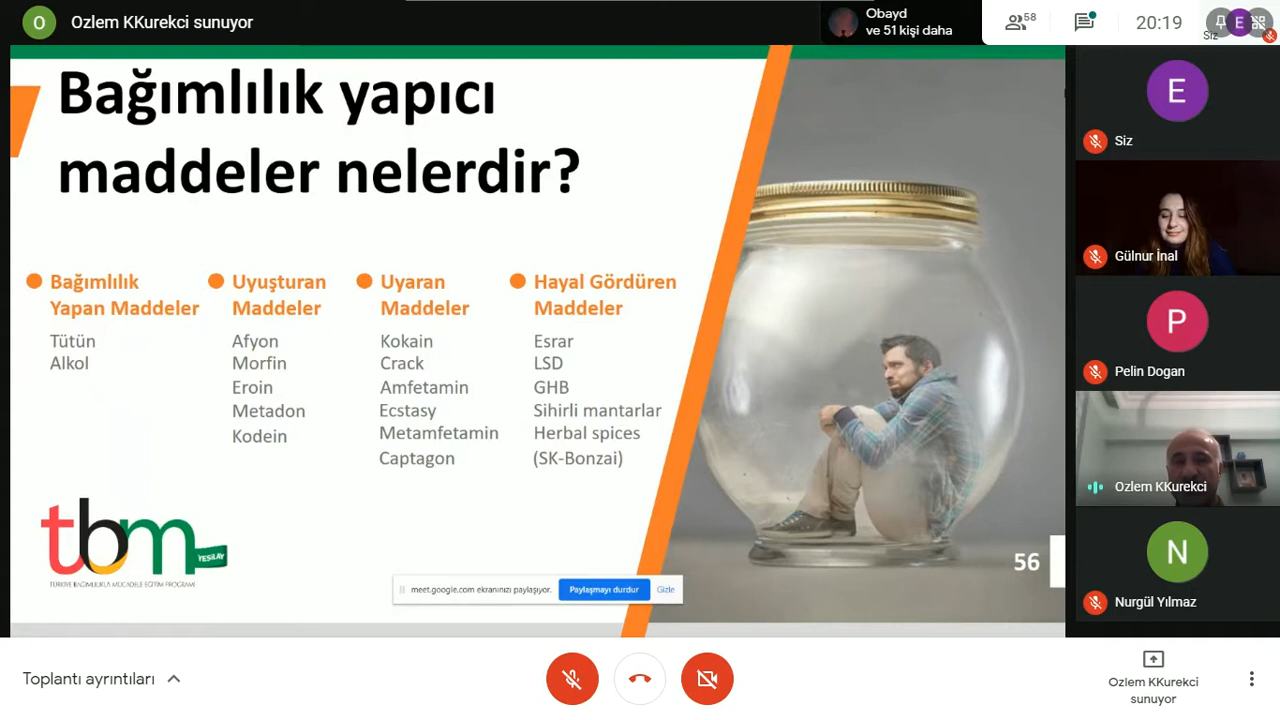 O
Ozlem KKurekci sunuyor
Obayd
ve 51 kişi daha
58
20:19
E
Siz
Bağımlılık yapıcı
maddeler nelerdir?
Bağımlılık
Yapan Maddeler
Tütün
Alkol
Uyuşturan
Maddeler
Afyon
Morfin
Eroin
Metadon
Kodein
Uyaran
Maddeler
Kokain
Crack
Amfetamin
Ecstasy
Metamfetamin
Captagon
Hayal Gördüren
Maddeler
Esrar
LSD
GHB
Sihirli mantarlar
Herbal spices
(SK-Bonzai)
tbm
YEŞİLAY
TÜRKİYE BAĞIMLILIKLA MÜCADELE EĞİTİM PROGRAMI
56
meet.google.com ekranınızı paylaşıyor.
Paylaşmayı durdur
Gizle
E
Siz
Gülnur İnal
P
Pelin Dogan
Ozlem KKurekci
N
Nurgül Yılmaz
Toplantı ayrıntıları
Ozlem KKurekci
sunuyor